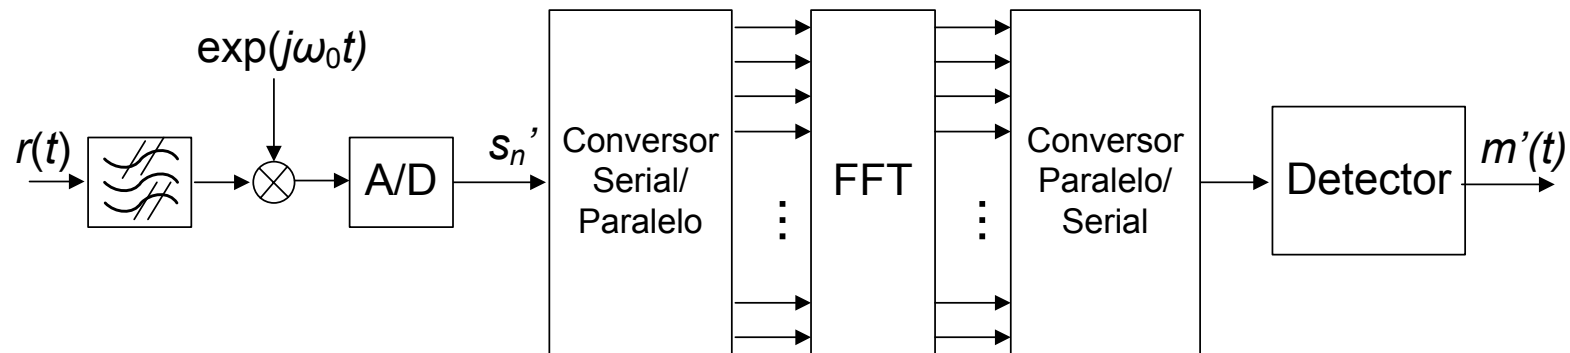 exp(jω₀t)
r(t)
A/D
sₙ’
Conversor
Serial/
Paralelo
FFT
Conversor
Paralelo/
Serial
Detector
m’(t)